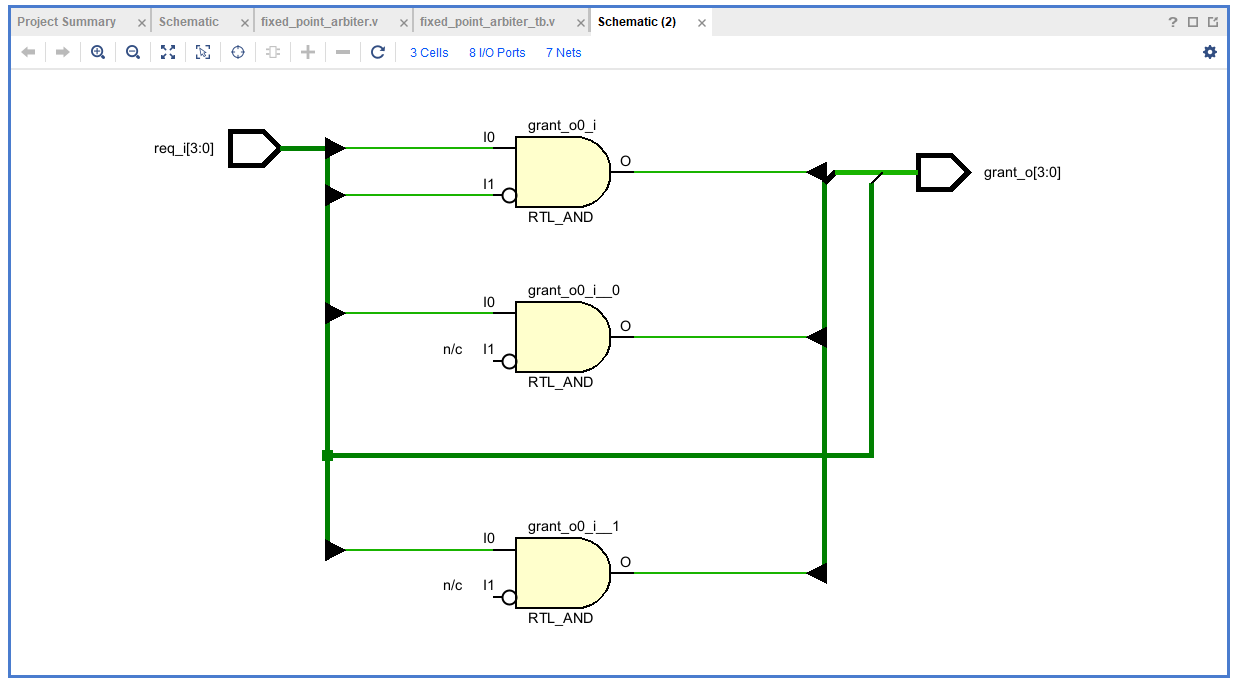 Project Summary × Schematic × fixed_point_arbiter.v × fixed_point_arbiter_tb.v × Schematic (2) × ?
3 Cells 8 I/O Ports 7 Nets
grant_o0_i
req_i[3:0] I0 O
grant_o[3:0]
I1
RTL_AND
grant_o0_i__0
I0 O
n/c I1
RTL_AND
grant_o0_i__1
I0 O
n/c I1
RTL_AND